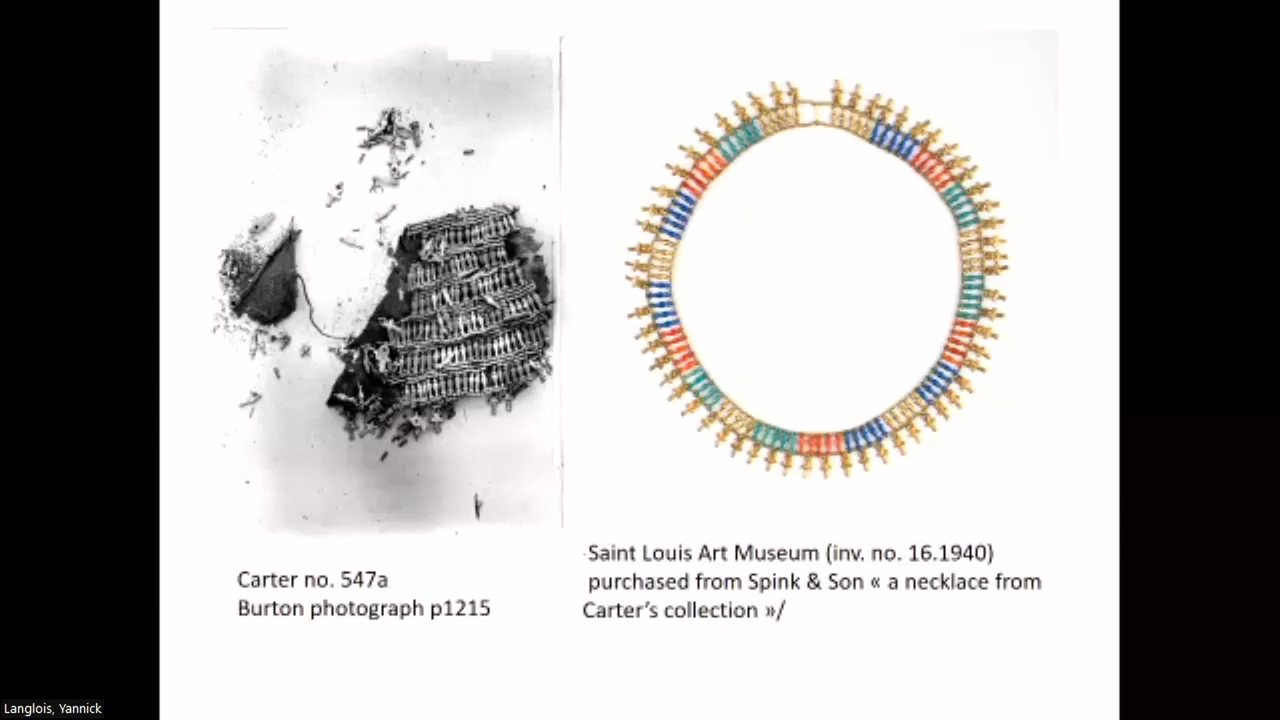 Carter no. 547a
Burton photograph p1215
Saint Louis Art Museum (inv. no. 16.1940)
purchased from Spink & Son « a necklace from
Carter's collection »/
Langlois, Yannick